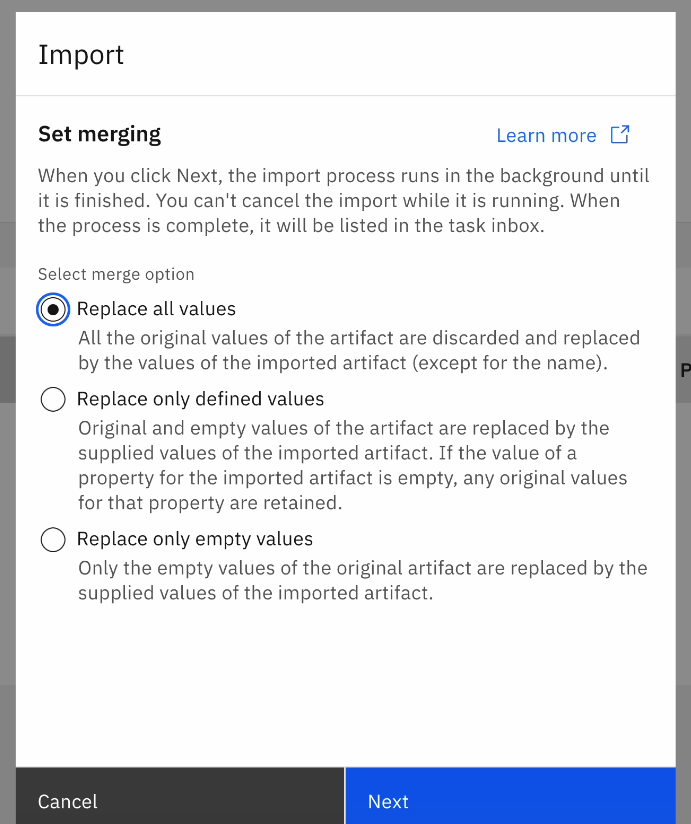 Import
Set merging
Learn more
When you click Next, the import process runs in the background until
it is finished. You can't cancel the import while it is running. When
the process is complete, it will be listed in the task inbox.
Select merge option
Replace all values
All the original values of the artifact are discarded and replaced
by the values of the imported artifact (except for the name).
P
Replace only defined values
Original and empty values of the artifact are replaced by the
supplied values of the imported artifact. If the value of a
property for the imported artifact is empty, any original values
for that property are retained.
Replace only empty values
Only the empty values of the original artifact are replaced by the
supplied values of the imported artifact.
Cancel
Next